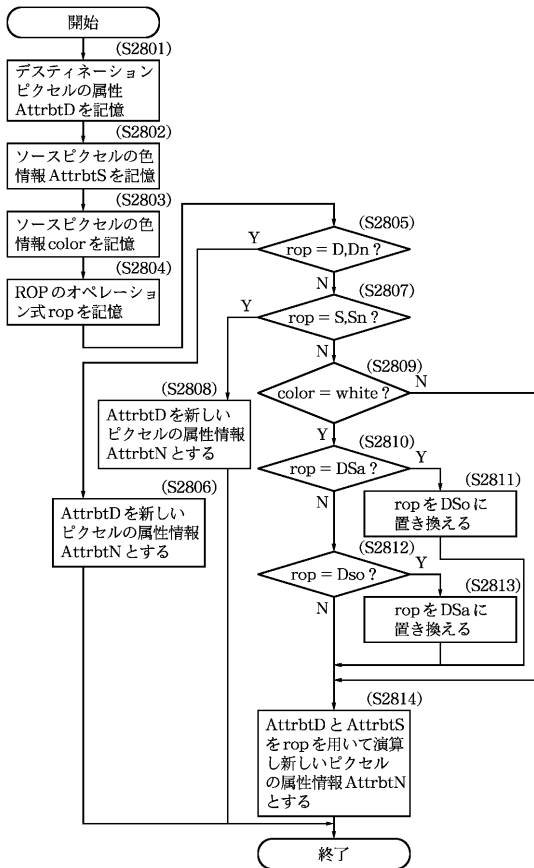 開始
(S2801)
デスティネーション
ピクセルの属性
AttrbtDを記憶
(S2802)
ソースピクセルの色
情報AttrbtSを記憶
(S2803)
ソースピクセルの色
情報colorを記憶
(S2804)
ROPのオペレーション
式ropを記憶
(S2805)
rop = D,Dn ?
Y
N
(S2807)
rop = S,Sn ?
Y
N
(S2809)
color = white ?
N
Y
(S2808)
AttrbtDを新しい
ピクセルの属性情報
AttrbtNとする
(S2810)
rop = DSa ?
Y
N
(S2811)
ropをDSoに
置き換える
(S2806)
AttrbtDを新しい
ピクセルの属性情報
AttrbtNとする
(S2812)
rop = Dso ?
Y
N
(S2813)
ropをDSaに
置き換える
(S2814)
AttrbtDとAttrbtS
をropを用いて演算
し新しいピクセル
の属性情報AttrbtN
とする
終了